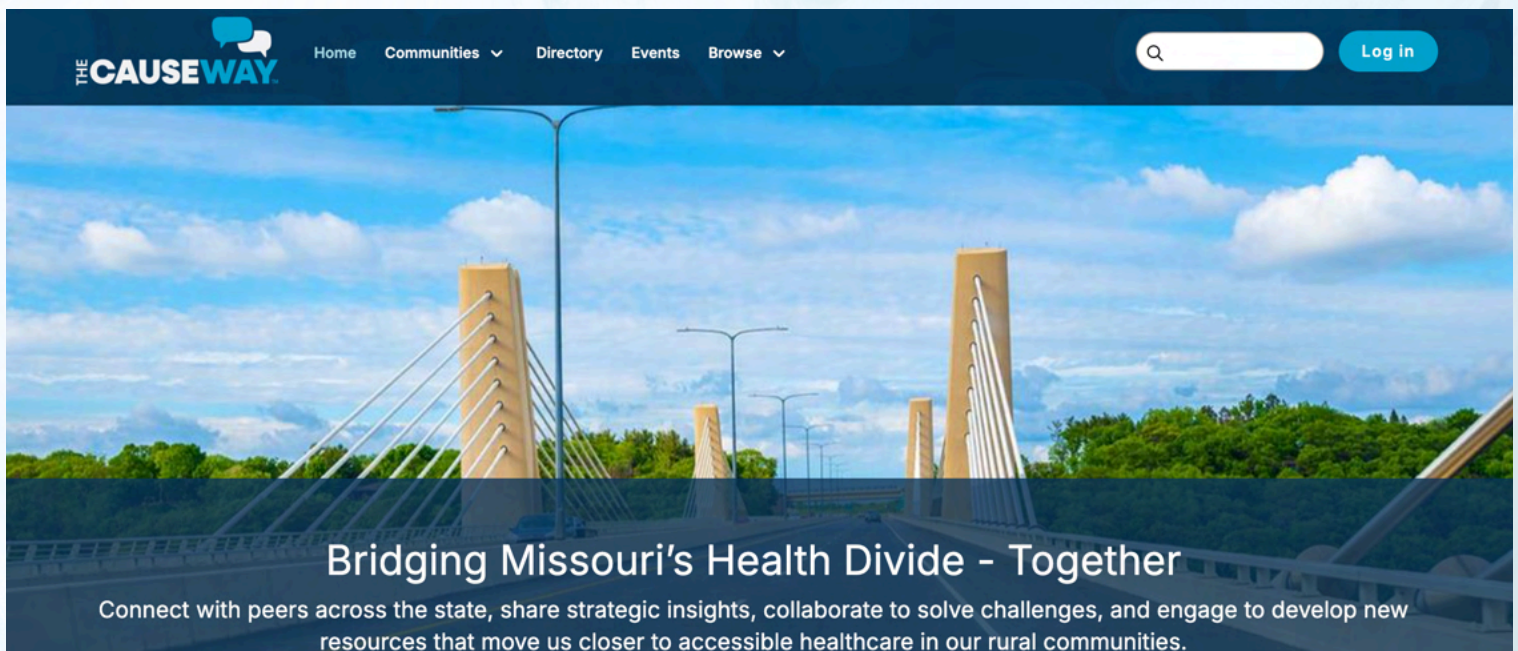 THE CAUSEWAY
Home Communities Directory Events Browse Log in
Bridging Missouri's Health Divide - Together
Connect with peers across the state, share strategic insights, collaborate to solve challenges, and engage to develop new
resources that move us closer to accessible healthcare in our rural communities.